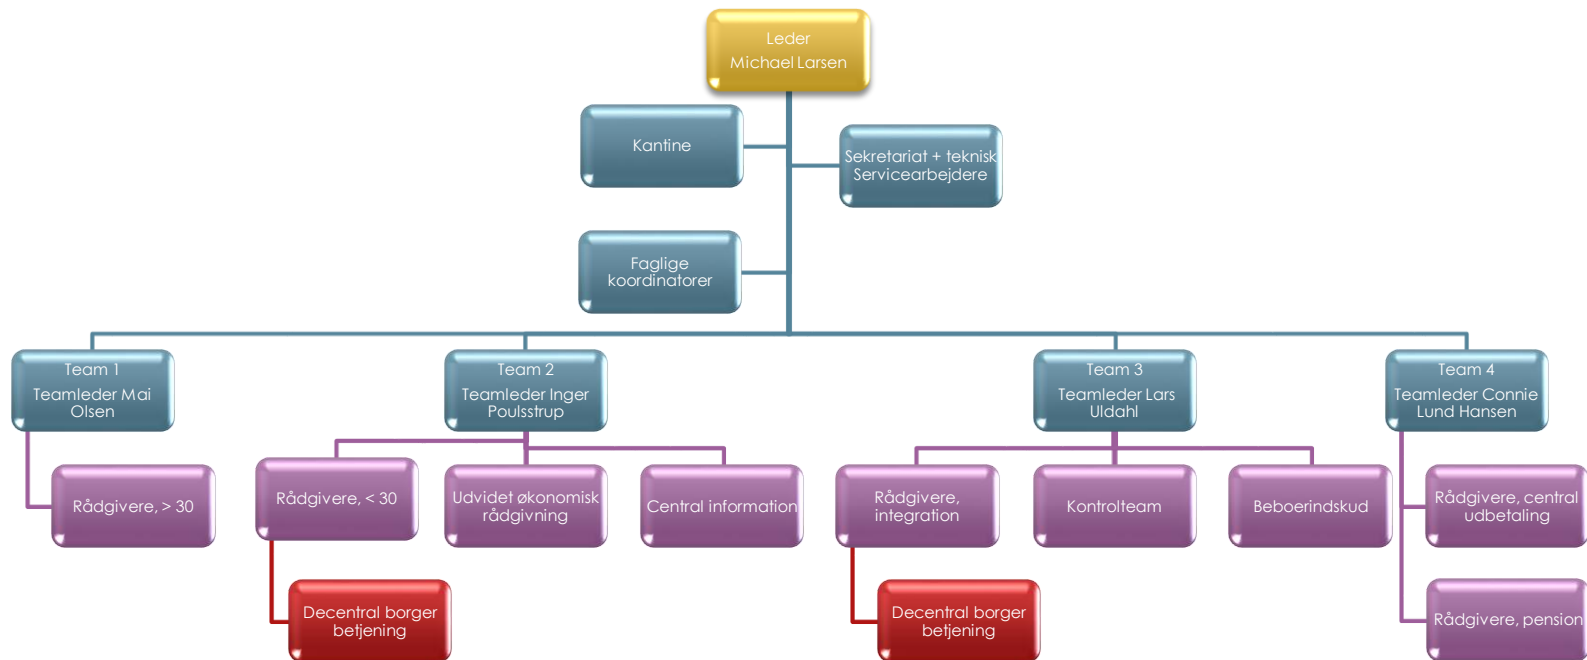 Leder
Michael Larsen
Kantine
Sekretariat + teknisk
Servicearbejdere
Faglige
koordinatorer
Team 1
Teamleder Mai
Olsen
Team 2
Teamleder Inger
Poulsstrup
Team 3
Teamleder Lars
Uldahl
Team 4
Teamleder Connie
Lund Hansen
Rådgivere, > 30
Rådgivere, < 30
Udvidet økonomisk
rådgivning
Central information
Rådgivere,
integration
Kontrolteam
Beboerindskud
Rådgivere, central
udbetaling
Decentral borger
betjening
Decentral borger
betjening
Rådgivere, pension